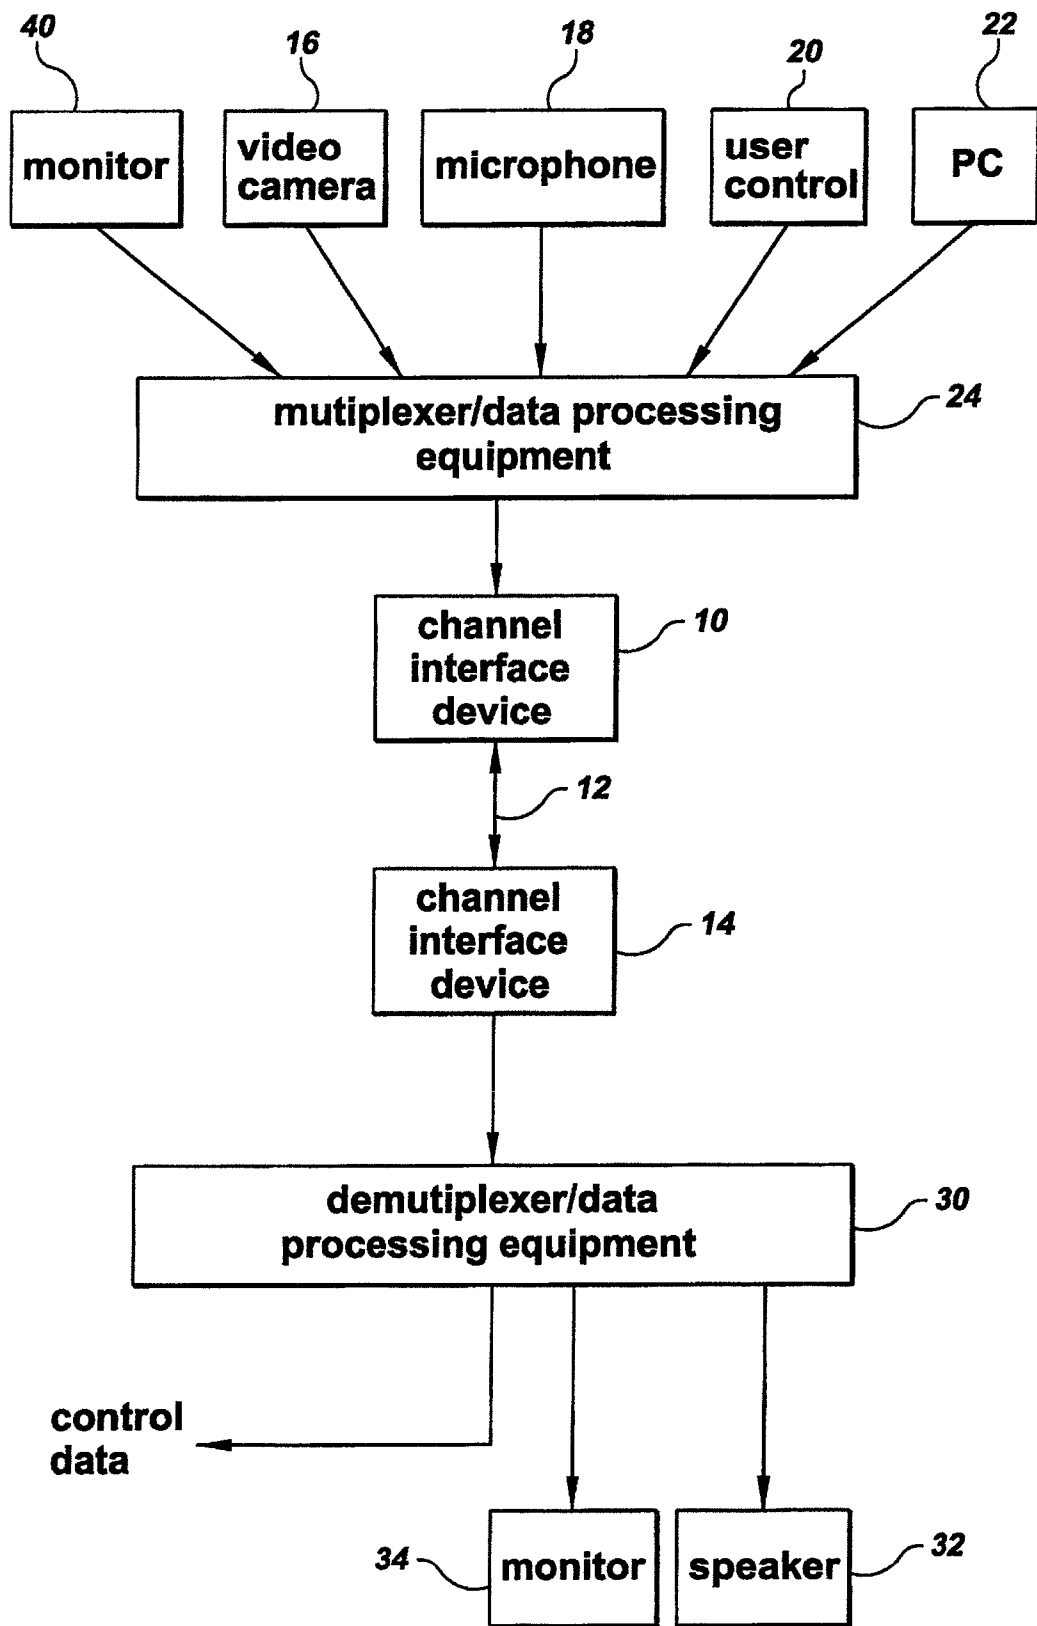 40
16
18
20
22
monitor
video
camera
microphone
user
control
PC
mutiplexer/data processing
equipment
24
channel
interface
device
10
12
channel
interface
device
14
demutiplexer/data
processing equipment
30
control
data
34
monitor
speaker
32